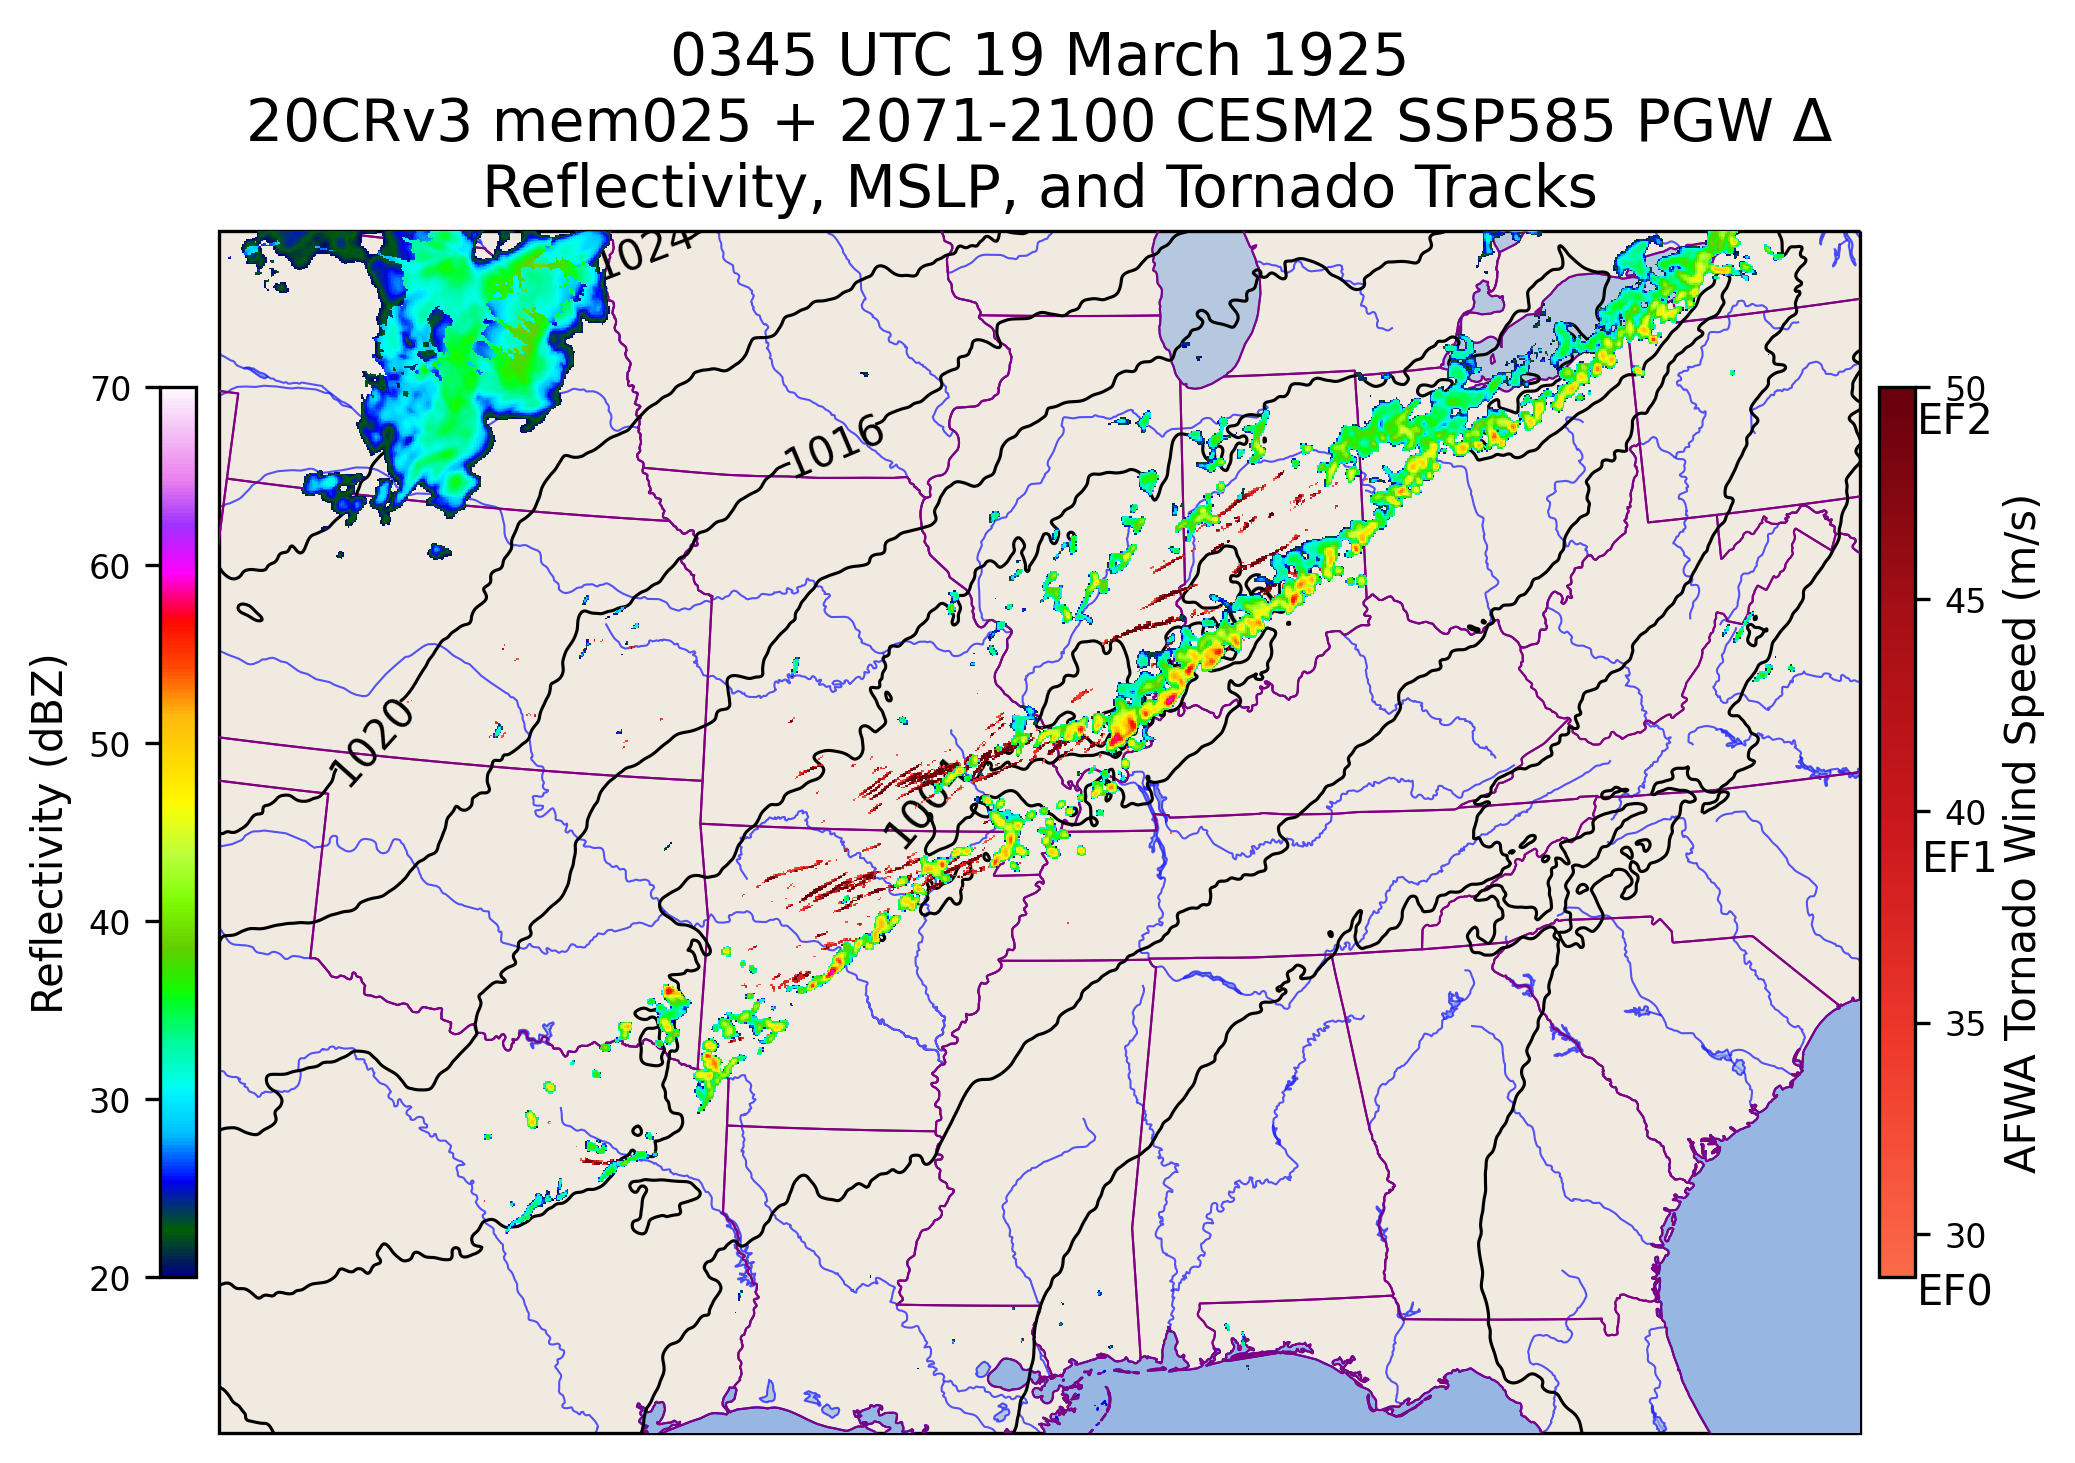 0345 UTC 19 March 1925
20CRv3 mem025 + 2071-2100 CESM2 SSP585 PGW Δ
Reflectivity, MSLP, and Tornado Tracks
1024
1016
1020
Reflectivity (dBZ)
70
60
50
40
30
20
50
EF2
45
40
EF1
35
30
EF0
AFWA Tornado Wind Speed (m/s)